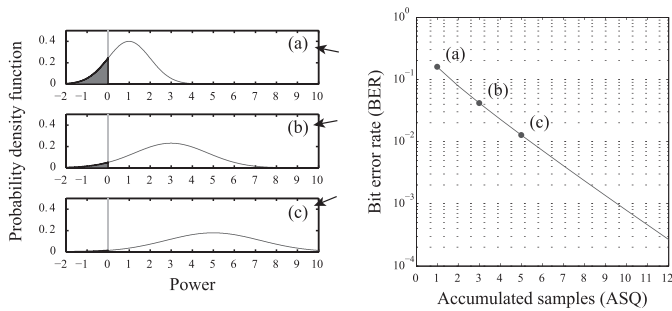 Probability density function
0.4
0.2
0
(a)
−2 −1 0 1 2 3 4 5 6 7 8 9 10
0.4
0.2
0
(b)
−2 −1 0 1 2 3 4 5 6 7 8 9 10
0.4
0.2
0
(c)
−2 −1 0 1 2 3 4 5 6 7 8 9 10
Power
Bit error rate (BER)
10^0
10^−1
10^−2
10^−3
10^−4
(a)
(b)
(c)
0 1 2 3 4 5 6 7 8 9 10 11 12
Accumulated samples (ASQ)